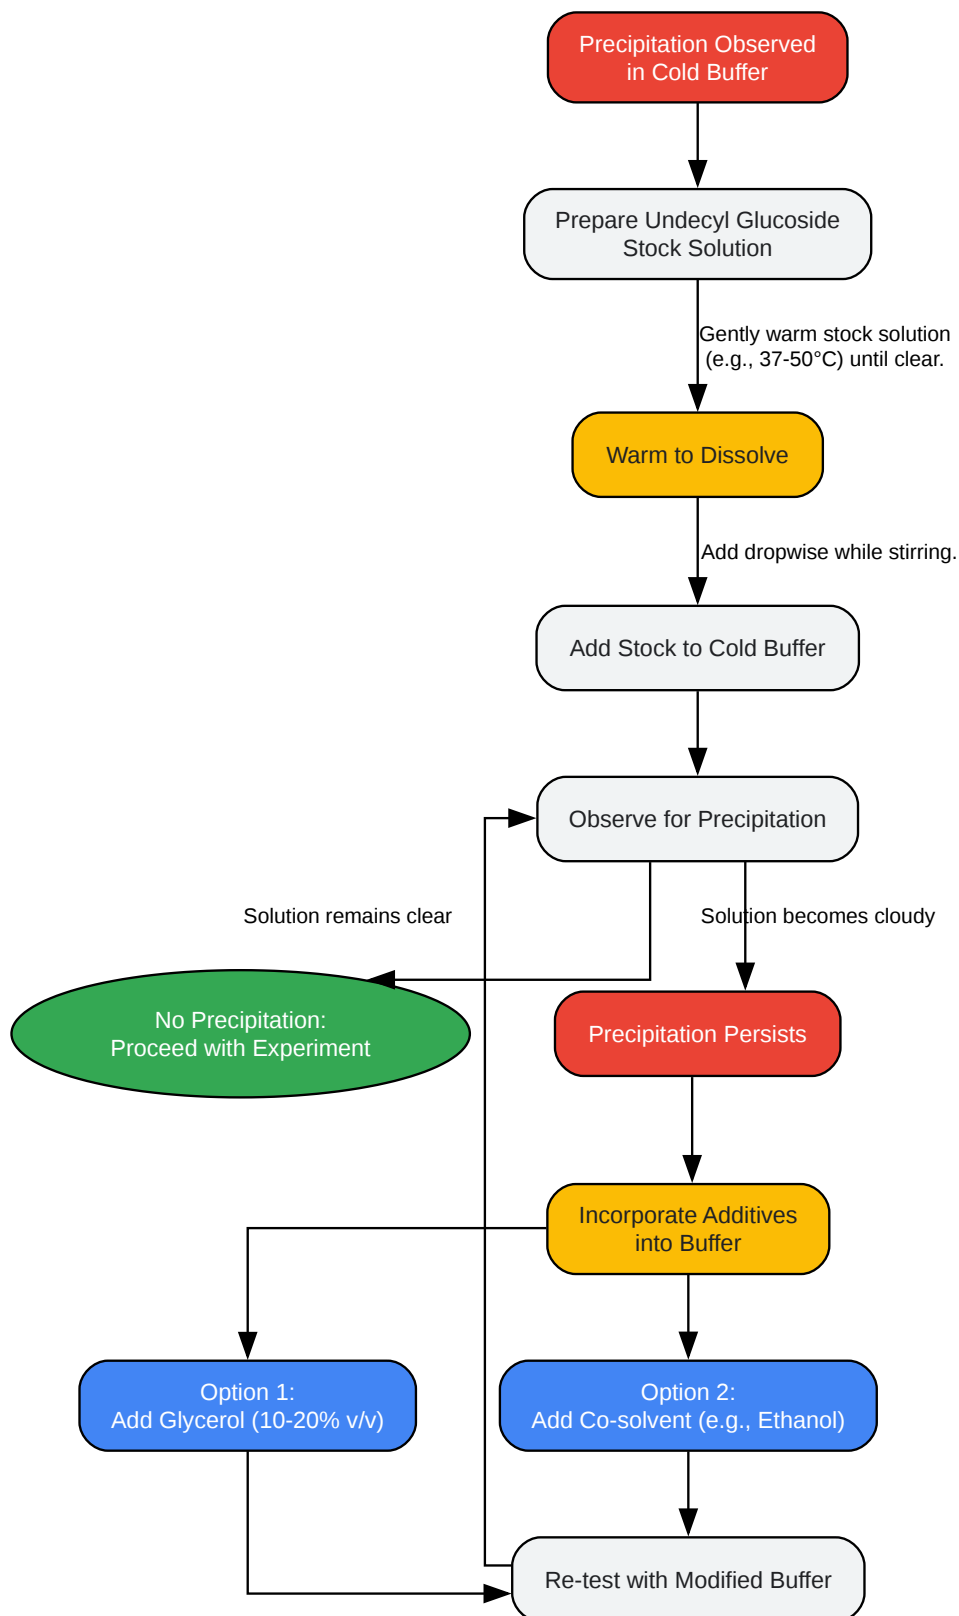 Precipitation Observed
in Cold Buffer
Prepare Undecyl Glucoside
Stock Solution
Gently warm stock solution
(e.g., 37-50°C) until clear.
Warm to Dissolve
Add dropwise while stirring.
Add Stock to Cold Buffer
Observe for Precipitation
Solution remains clear
Solution becomes cloudy
No Precipitation:
Proceed with Experiment
Precipitation Persists
Incorporate Additives
into Buffer
Option 1:
Add Glycerol (10-20% v/v)
Option 2:
Add Co-solvent (e.g., Ethanol)
Re-test with Modified Buffer